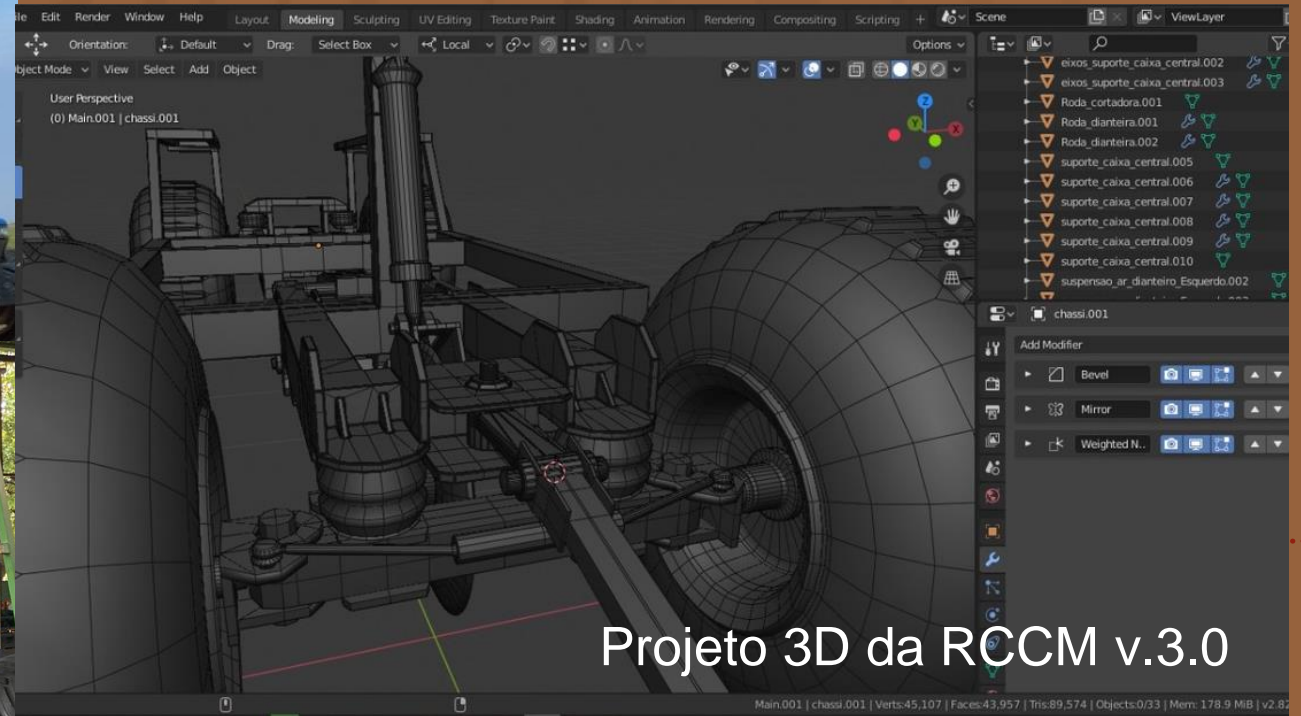 Edit Render Window Help Layout Modeling Sculpting UV Editing Texture Paint Shading Animation Rendering Compositing Scripting + Scene ViewLayer
Orientation: Default Drag: Select Box Local Options
View Select Add Object
User Perspective
(0) Main.001 | chassi.001
Z
Y
X
eixos_suporte_caixa_central.002
eixos_suporte_caixa_central.003
Roda_cortadora.001
Roda_dianteira.001
Roda_dianteira.002
suporte_caixa_central.005
suporte_caixa_central.006
suporte_caixa_central.007
suporte_caixa_central.008
suporte_caixa_central.009
suporte_caixa_central.010
suspensao_ar_dianteiro_Esquerdo.002
chassi.001
Add Modifier
Bevel
Mirror
Weighted N..
Projeto 3D da RCCM v.3.0
Main.001 | chassi.001 | Verts:45,107 | Faces:43,957 | Tris:89,574 | Objects:0/33 | Mem: 178.9 MiB | v2.82